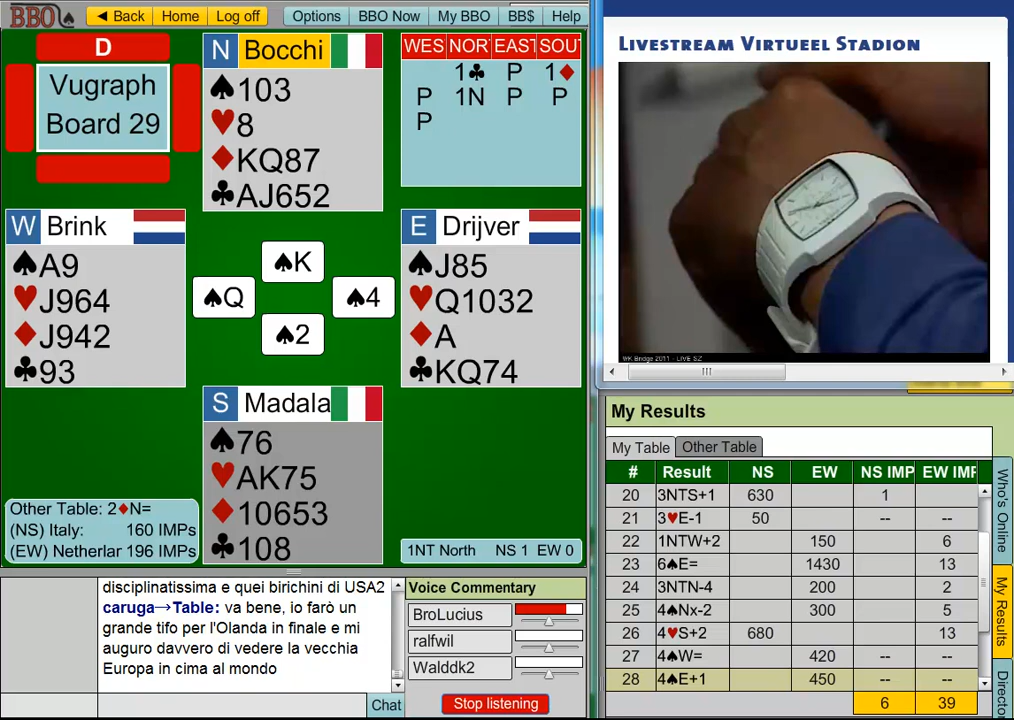 BBO
◄ Back Home Log off Options BBO Now My BBO BB$ Help
D
Vugraph
Board 29
N Bocchi
♠103
♥8
♦KQ87
♣AJ652
WES NOR EAST SOU
1♣ P 1♦
P 1N P P
P
W Brink
♠A9
♥J964
♦J942
♣93
♠K
♠Q
♠4
♠2
E Drijver
♠J85
♥Q1032
♦A
♣KQ74
S Madala
♠76
♥AK75
♦10653
♣108
Other Table: 2♦N=
(NS) Italy: 160 IMPs
(EW) Netherlar 196 IMPs
1NT North NS 1 EW 0
disciplinatissima e quei birichini di USA2
caruga→Table: va bene, io farò un
grande tifo per l'Olanda in finale e mi
auguro davvero di vedere la vecchia
Europa in cima al mondo
Chat
Voice Commentary
BroLucius
ralfwil
Walddk2
Stop listening
Livestream Virtueel Stadion
WK Bridge 2011 - LIVE SZ
My Results
My Table Other Table
# Result NS EW NS IMP EW IMF
20 3NTS+1 630 1
21 3♥E-1 50 -- --
22 1NTW+2 150 6
23 6♠E= 1430 13
24 3NTN-4 200 2
25 4♠Nx-2 300 5
26 4♥S+2 680 13
27 4♠W= 420 -- --
28 4♠E+1 450 -- --
6 39
Who's Online
My Results
Director